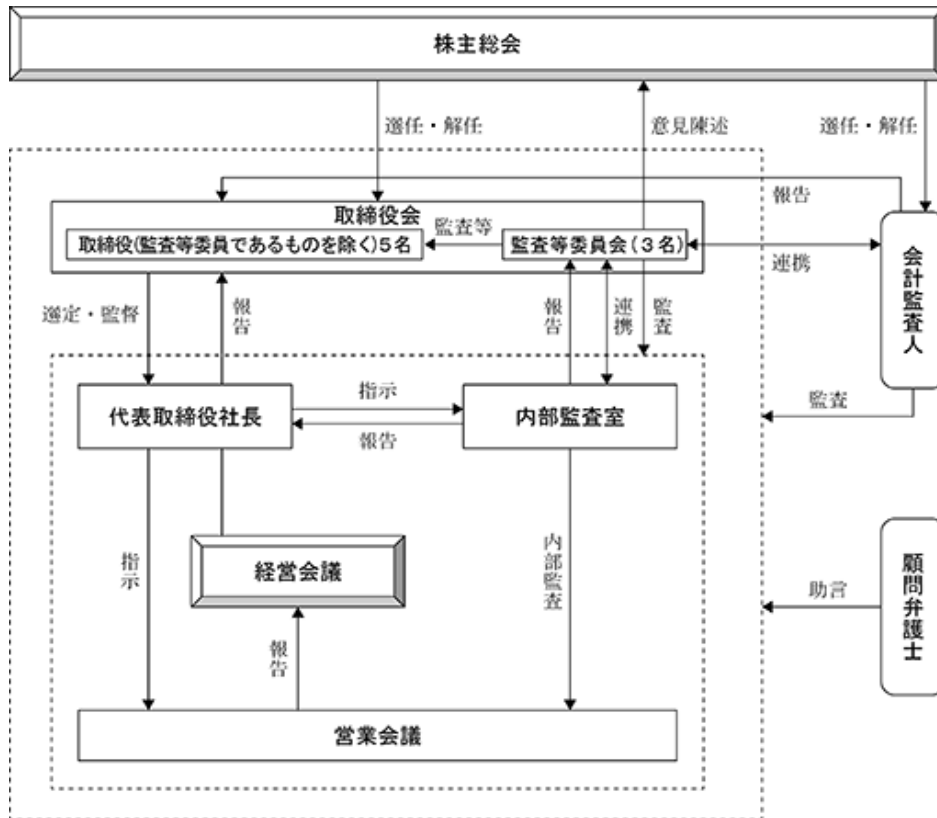 株主総会
選任・解任
意見陳述
選任・解任
報告
取締役会
取締役(監査等委員であるものを除く)5名
監査等
監査等委員会(3名)
連携
会計監査人
選定・監督
報告
報告
連携
監査
代表取締役社長
指示
報告
内部監査室
監査
指示
経営会議
内部監査
顧問弁護士
助言
報告
営業会議